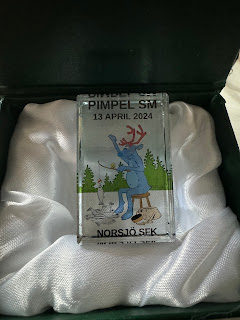 PIMPEL SM
13 APRIL 2024
NORSJÖ SFK